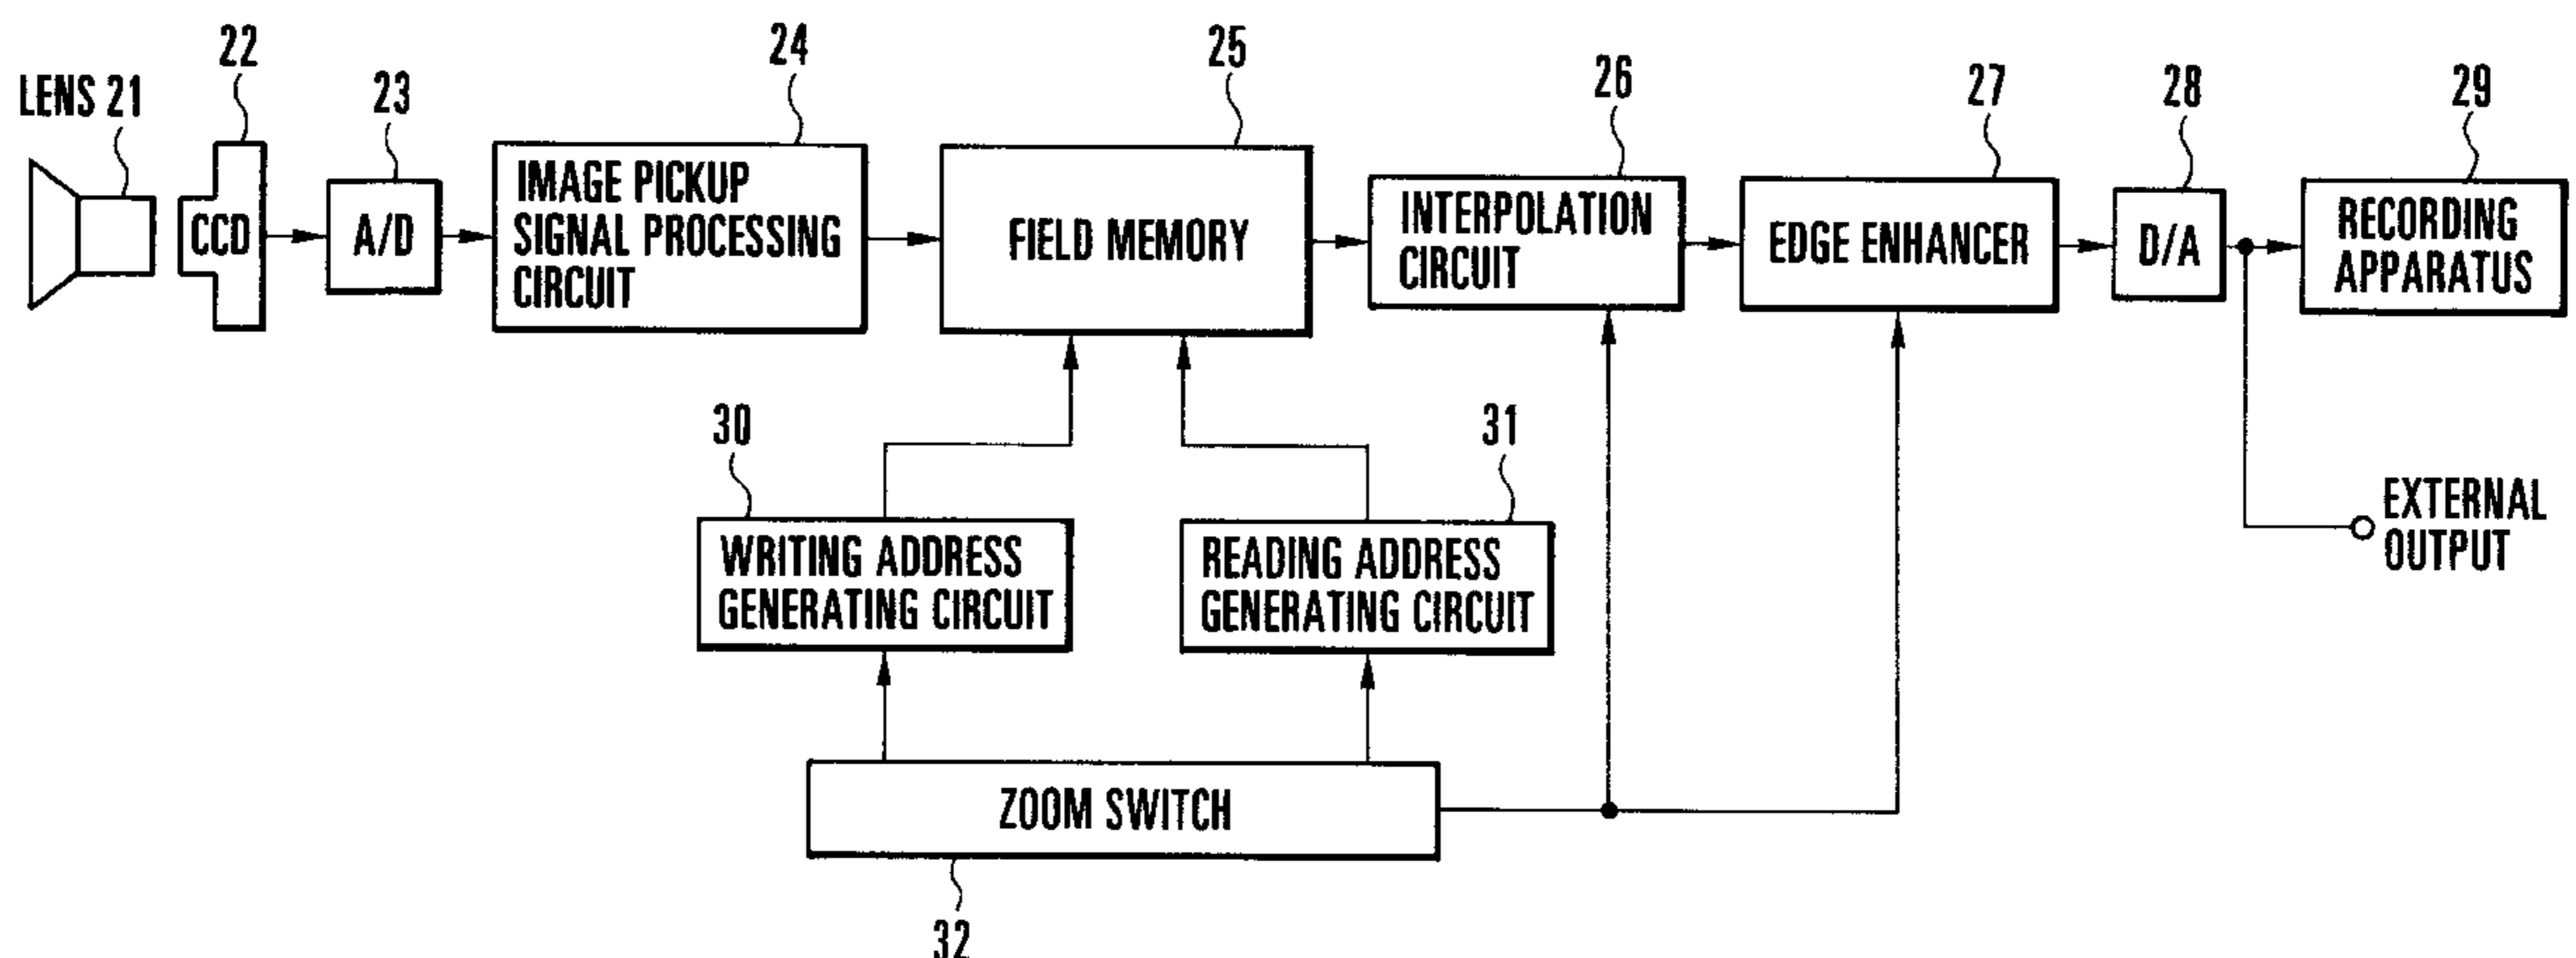 LENS 21
22
23
24
25
26
27
28
29
CCD
A/D
IMAGE PICKUP
SIGNAL PROCESSING
CIRCUIT
FIELD MEMORY
INTERPOLATION
CIRCUIT
EDGE ENHANCER
D/A
RECORDING
APPARATUS
30
31
WRITING ADDRESS
GENERATING CIRCUIT
READING ADDRESS
GENERATING CIRCUIT
EXTERNAL
OUTPUT
ZOOM SWITCH
32